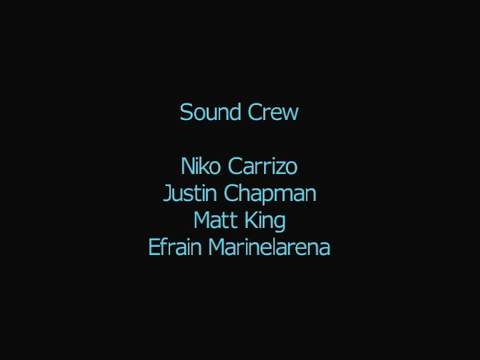 Sound Crew
Niko Carrizo
Justin Chapman
Matt King
Efrain Marinelarena